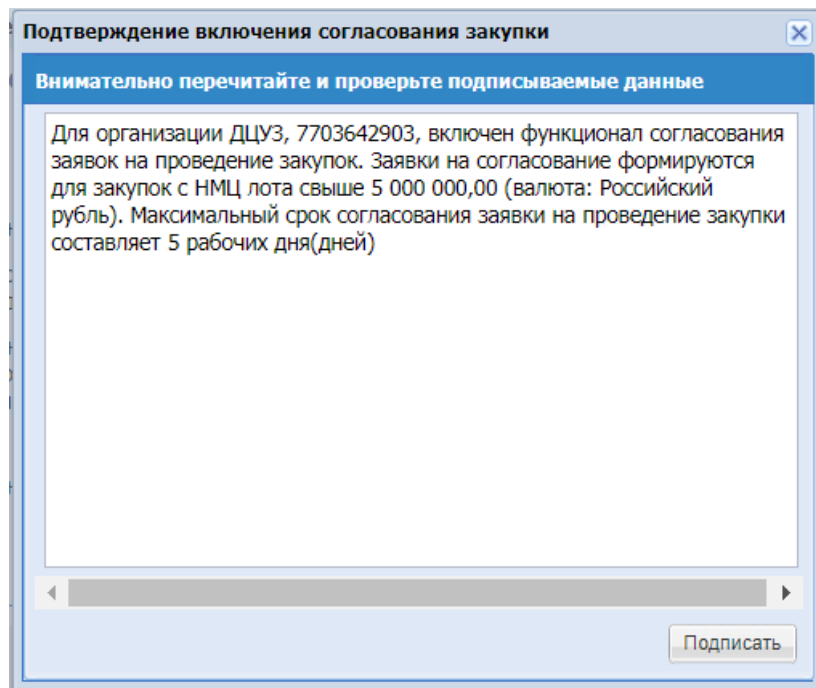 Подтверждение включения согласования закупки
Внимательно перечитайте и проверьте подписываемые данные
Для организации ДЦУЗ, 7703642903, включен функционал согласования
заявок на проведение закупок. Заявки на согласование формируются
для закупок с НМЦ лота свыше 5 000 000,00 (валюта: Российский
рубль). Максимальный срок согласования заявки на проведение закупки
составляет 5 рабочих дня(дней)
Подписать